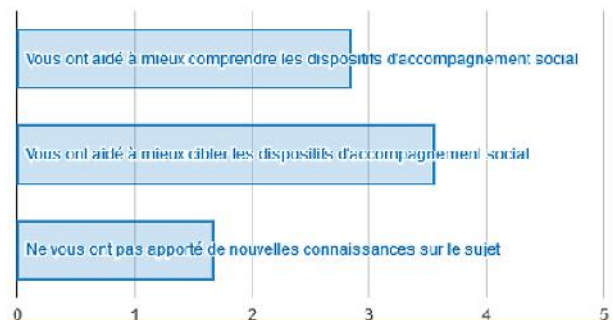 Vous ont aidé à mieux comprendre les dispositifs d'accompagnement social
Vous ont aidé à mieux cibler les dispositifs d'accompagnement social
Ne vous ont pas apporté de nouvelles connaissances sur le sujet
0 1 2 3 4 5